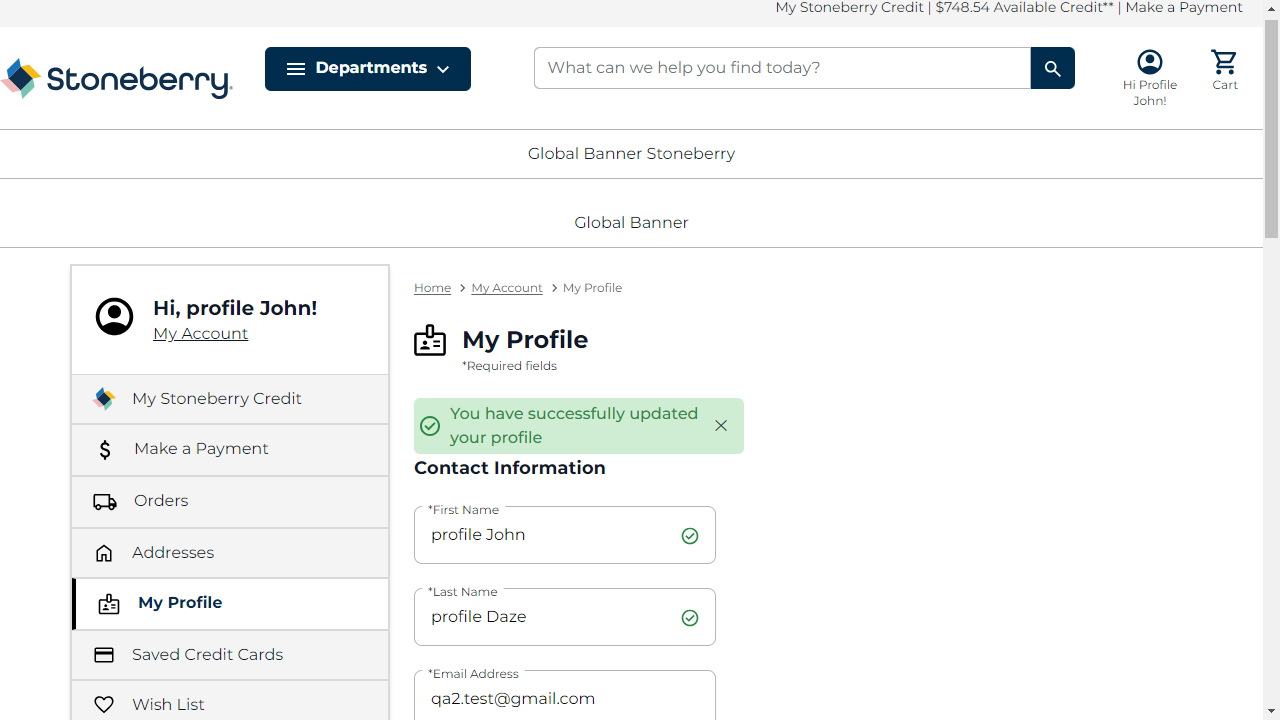 My Stoneberry Credit | $748.54 Available Credit** | Make a Payment
Stoneberry
Departments
What can we help you find today?
Hi Profile
John!
Cart
Global Banner Stoneberry
Global Banner
Hi, profile John!
My Account
My Stoneberry Credit
Make a Payment
Orders
Addresses
My Profile
Saved Credit Cards
Wish List
Home > My Account > My Profile
My Profile
*Required fields
You have successfully updated
your profile
Contact Information
*First Name
profile John
*Last Name
profile Daze
*Email Address
qa2.test@gmail.com